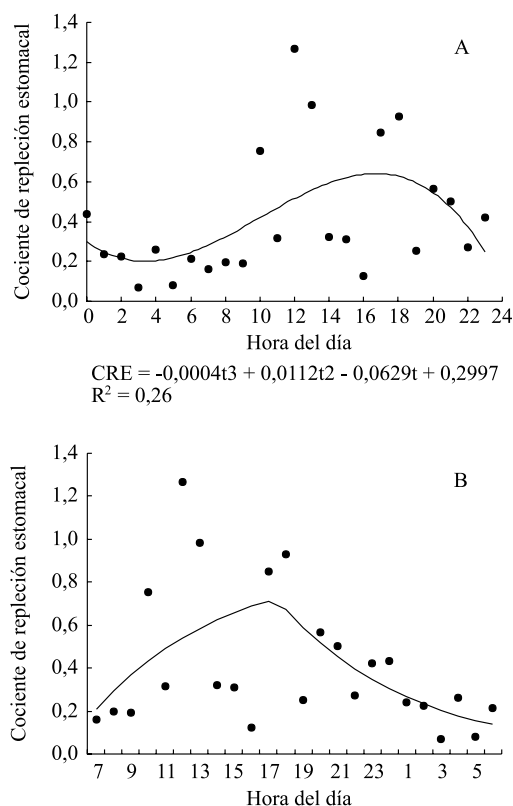 A
Cociente de repleción estomacal
1,4
1,2
1,0
0,8
0,6
0,4
0,2
0,0
0 2 4 6 8 10 12 14 16 18 20 22 24
Hora del día
CRE = -0,0004t3 + 0,0112t2 - 0,0629t + 0,2997
R² = 0,26
B
Cociente de repleción estomacal
1,4
1,2
1,0
0,8
0,6
0,4
0,2
0,0
7 9 11 13 15 17 19 21 23 1 3 5
Hora del día